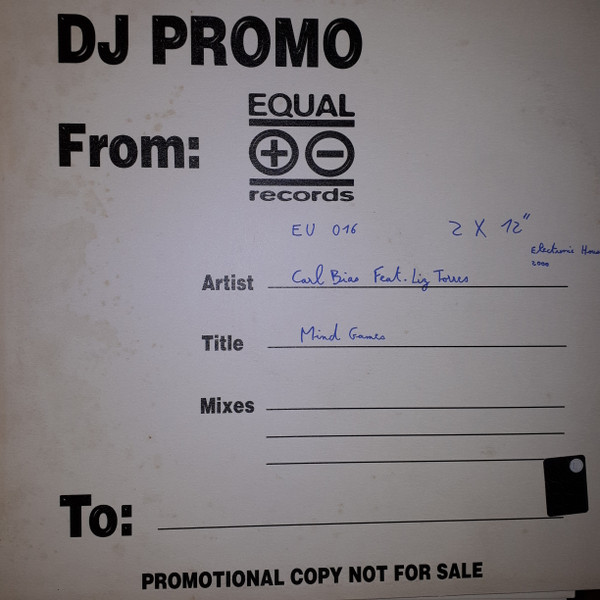 DJ PROMO
EQUAL
From:
records
EU 016 2 X 12"
Electronic
2000
Artist Carl Bias Feat. Liz Torres
Title Mind Games
Mixes
To:
PROMOTIONAL COPY NOT FOR SALE